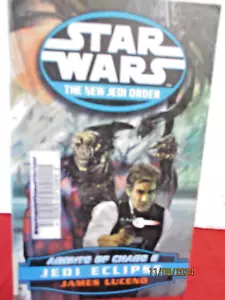 STAR
WARS
THE NEW JEDI ORDER
AGENTS OF CHAOS II
JEDI ECLIPSE
JAMES LUCENO